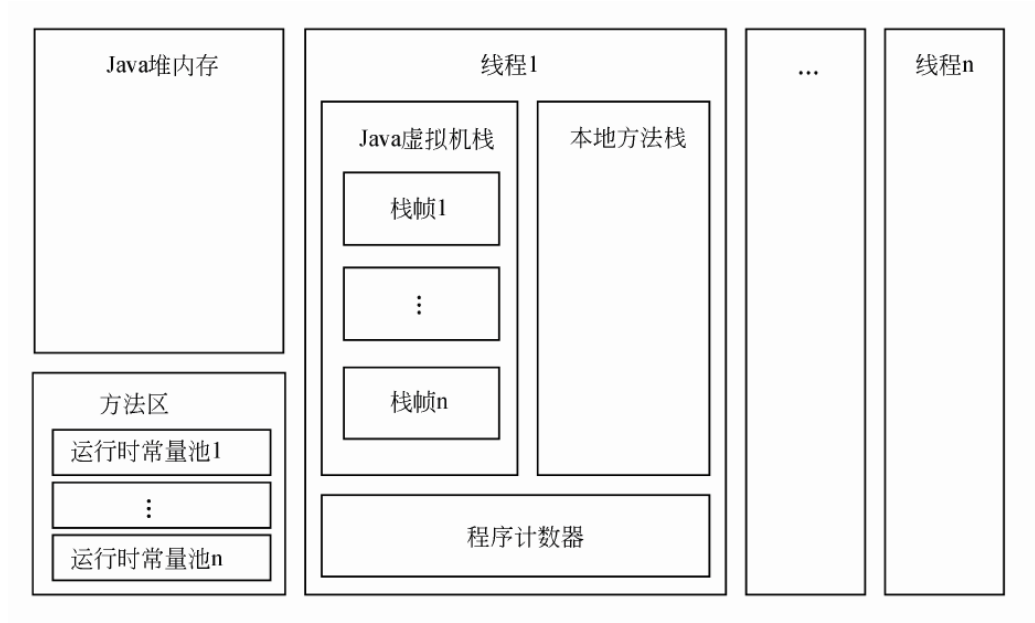 Java堆内存
方法区
运行时常量池1
⋮
运行时常量池n
线程1
Java虚拟机栈
栈帧1
⋮
栈帧n
本地方法栈
程序计数器
...
线程n